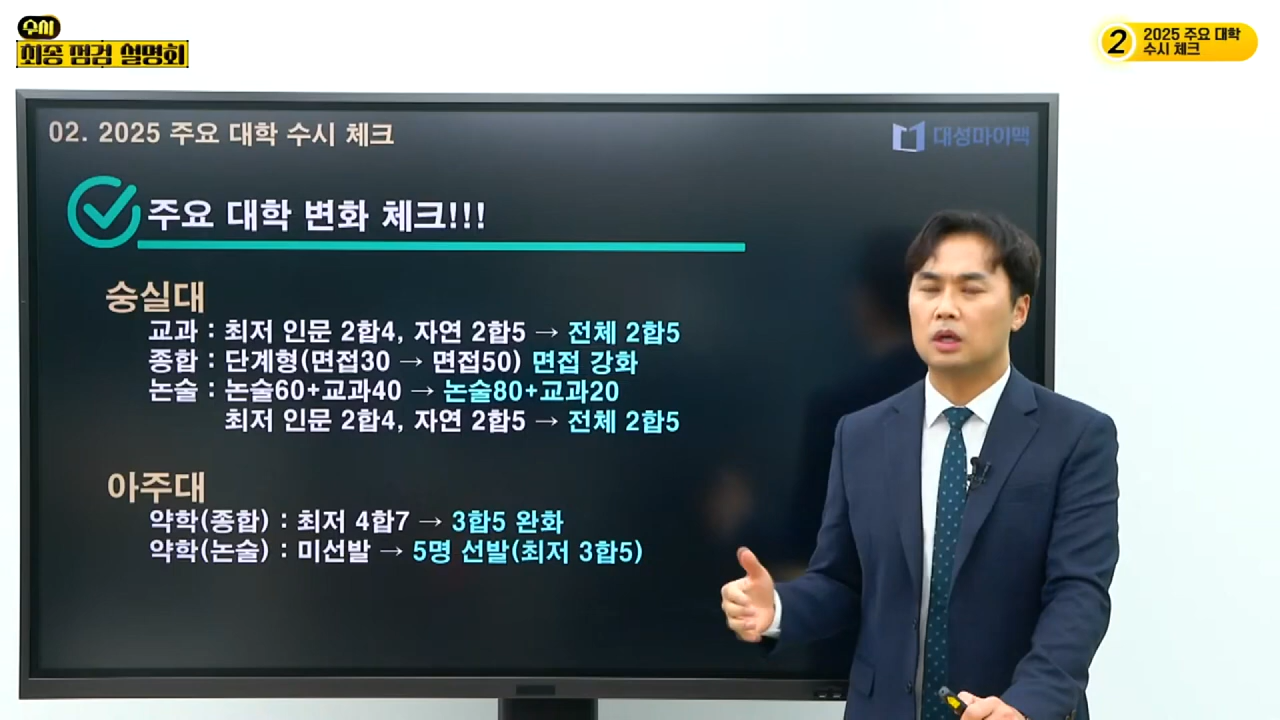 수시
최종 점검 설명회
2
2025 주요 대학
수시 체크
02. 2025 주요 대학 수시 체크
대성마이맥
주요 대학 변화 체크!!!
숭실대
교과 : 최저 인문 2합4, 자연 2합5 → 전체 2합5
종합 : 단계형(면접30 → 면접50) 면접 강화
논술 : 논술60+교과40 → 논술80+교과20
최저 인문 2합4, 자연 2합5 → 전체 2합5
아주대
약학(종합) : 최저 4합7 → 3합5 완화
약학(논술) : 미선발 → 5명 선발(최저 3합5)